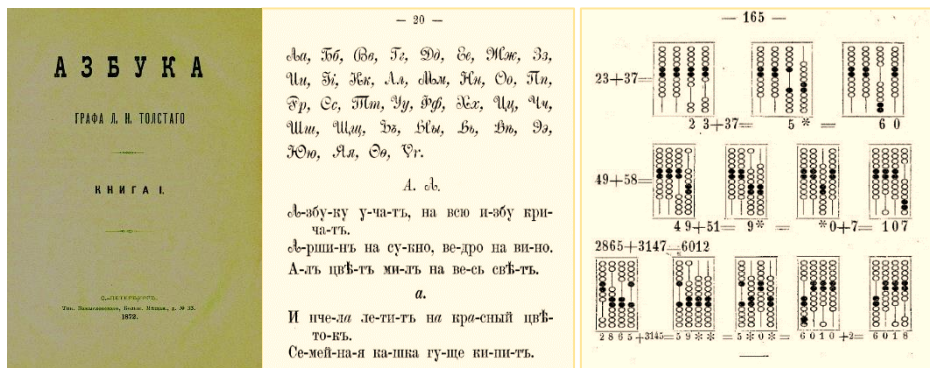 АЗБУКА
ГРАФА Л. Н. ТОЛСТАГО
КНИГА I.
С.-ПЕТЕРБУРГЪ.
1872.
— 20 —
Аа, Бб, Вв, Гг, Дд, Ее, Жж, Зз,
Ии, Іі, Кк, Лл, Мм, Нн, Оо, Пп,
Рр, Сс, Тт, Уу, Фф, Хх, Цц, Чч,
Шш, Щщ, Ъъ, Ыы, Ьь, Ѣѣ, Ээ,
Юю, Яя, Ѳѳ, Ѵѵ.
А. А.
А-збу-ку у-ча-тъ, на всю и-збу кри-
ча-тъ.
А-рши-нъ на су-кно, ве-дро на ви-но.
А-лъ цвѣ-тъ ми-лъ на ве-сь свѣ-тъ.
а.
И пче-ла ле-ти-тъ на кра-сный цвѣ-
то-къ.
Се-мей-на-я ка-шка гу-ще ки-пи-тъ.
— 165 —
23+37=
2 3+37= 5 * = 6 0
49+58=
4 9+51= 9* = *0+7= 107
2865+3147=6012
2 8 6 5 +3145= 5 9 * * = 5 * 0 * = 6 0 1 0 +2= 6 0 1 8